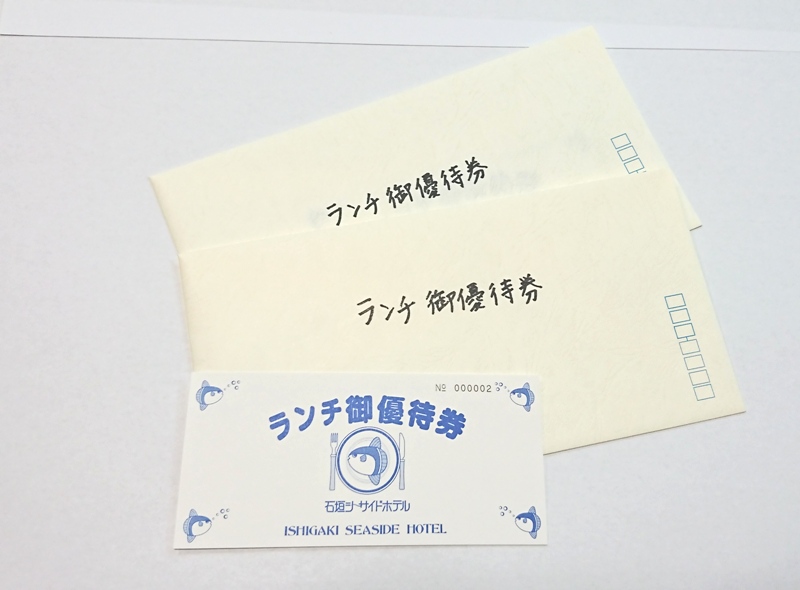 ランチ御優待券
ランチ御優待券
№ 000002
ランチ御優待券
石垣シーサイドホテル
ISHIGAKI SEASIDE HOTEL